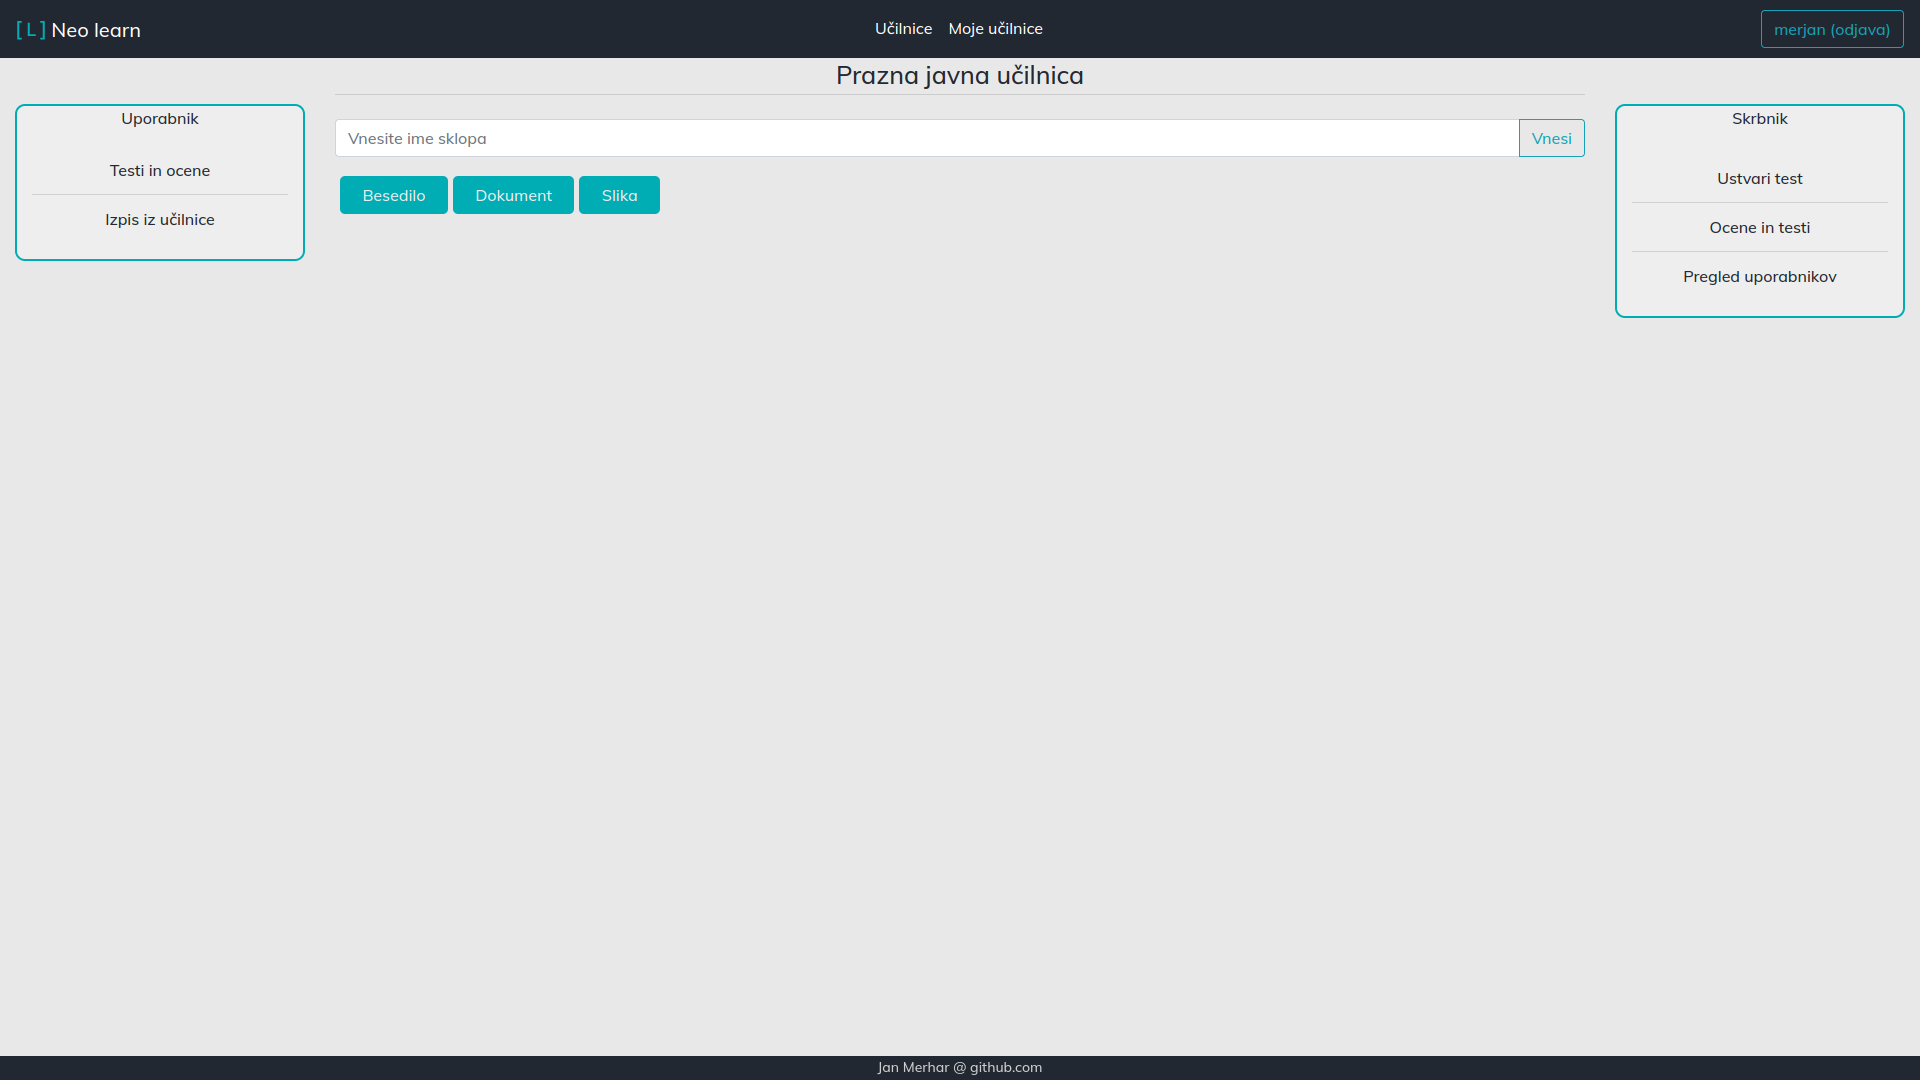 [L] Neo learn
Učilnice Moje učilnice
merjan (odjava)
Prazna javna učilnica
Uporabnik
Testi in ocene
Izpis iz učilnice
Vnesite ime sklopa
Vnesi
Besedilo Dokument Slika
Skrbnik
Ustvari test
Ocene in testi
Pregled uporabnikov
Jan Merhar @ github.com